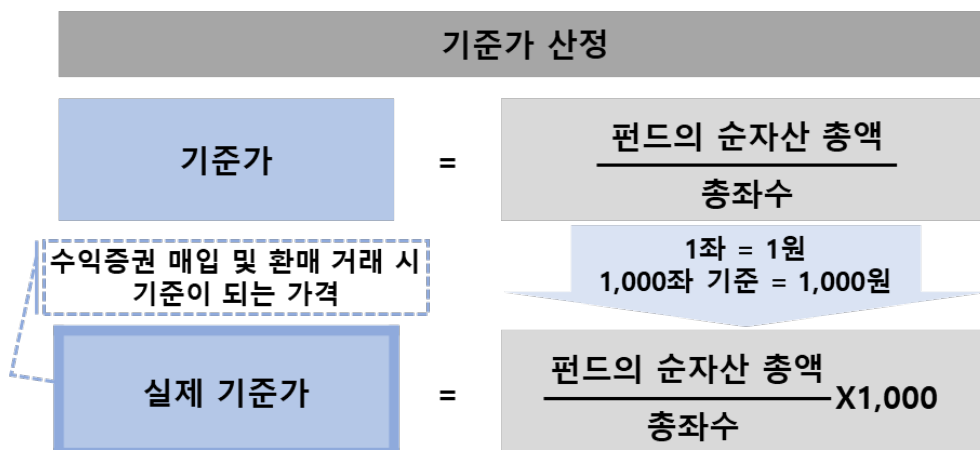 기준가 산정
기준가
=
펀드의 순자산 총액
총좌수
수익증권 매입 및 환매 거래 시
기준이 되는 가격
1좌 = 1원
1,000좌 기준 = 1,000원
실제 기준가
=
펀드의 순자산 총액
총좌수
X1,000